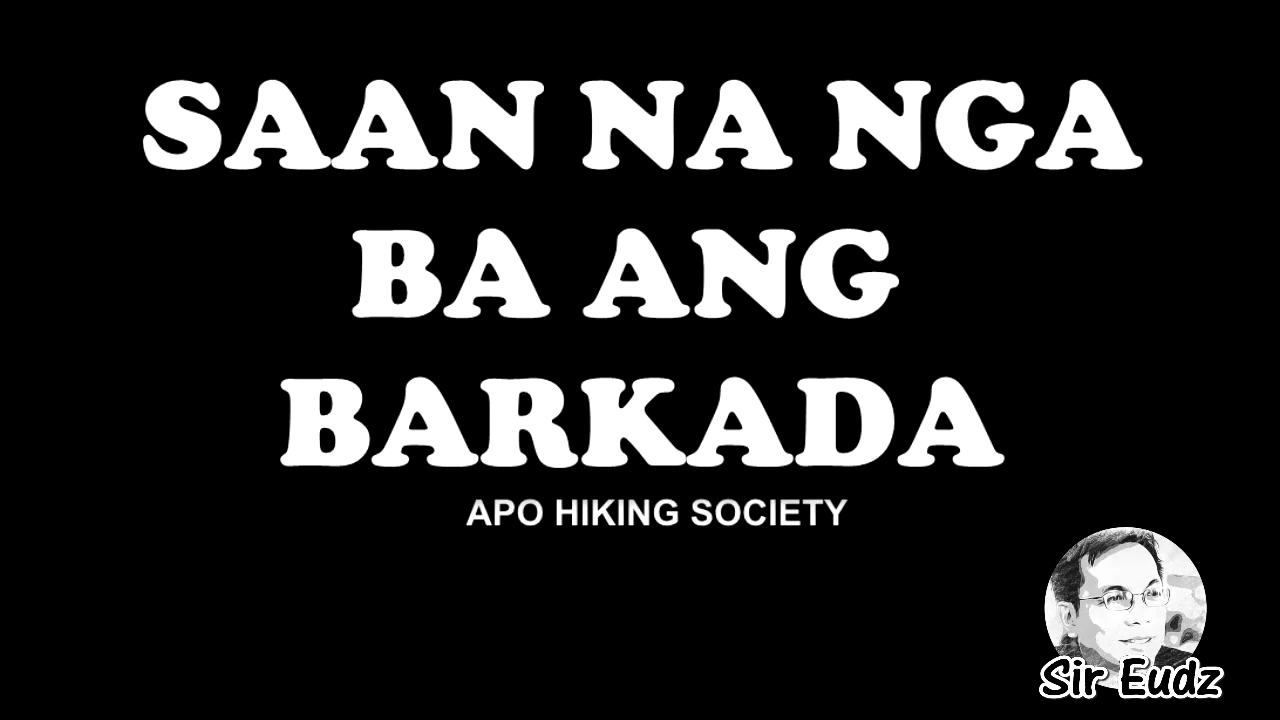 SAAN NA NGA
BA ANG
BARKADA
APO HIKING SOCIETY
Sir Eudz